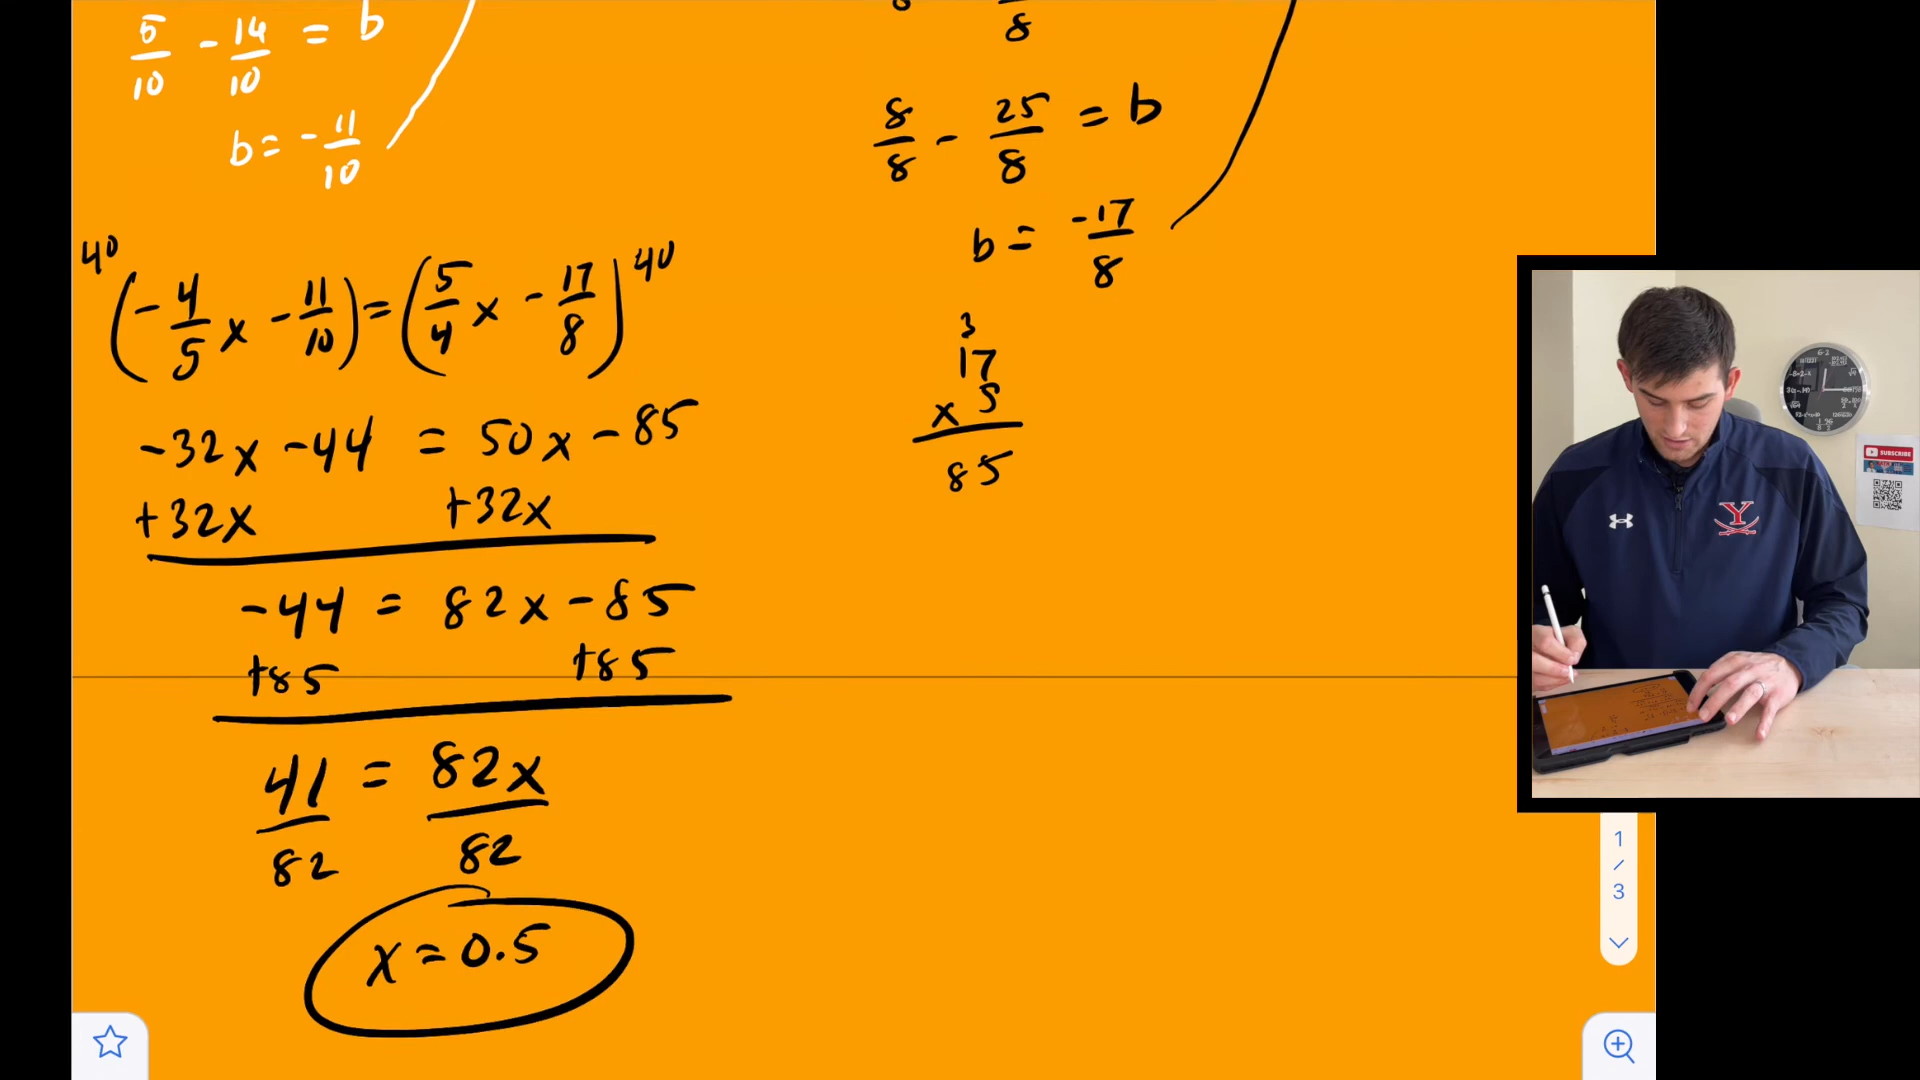 5/10 - 14/10 = b
b = -11/10
8
8/8 - 25/8 = b
b = -17/8
40 (-4/5 x - 11/10) = (5/4 x - 17/8) 40
-32x - 44 = 50x - 85
+32x +32x
-44 = 82x - 85
+85 +85
41/82 = 82x/82
x = 0.5
3
17
x 5
85
Y
SUBSCRIBE
1
/
3